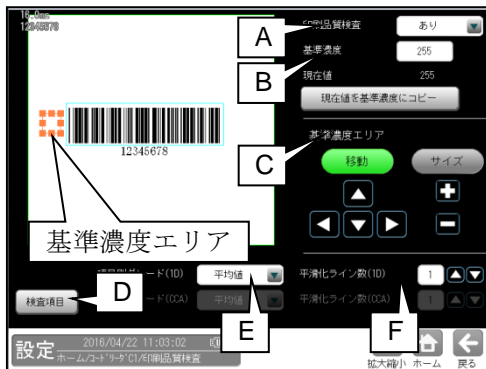 10.0ms
12345678
印刷品質検査 あり
A
基準濃度 255
B
現在値 255
現在値を基準濃度にコピー
12345678
基準濃度エリア
C
移動 サイズ
基準濃度エリア
平均値
平滑化ライン数(1D) 1
検査項目
D
ード(CCA) 平均値
平滑化ライン数(CCA) 1
E
F
設定
2016/04/22 11:03:02
ホーム/コードリーダC1/印刷品質検査
拡大縮小 ホーム 戻る